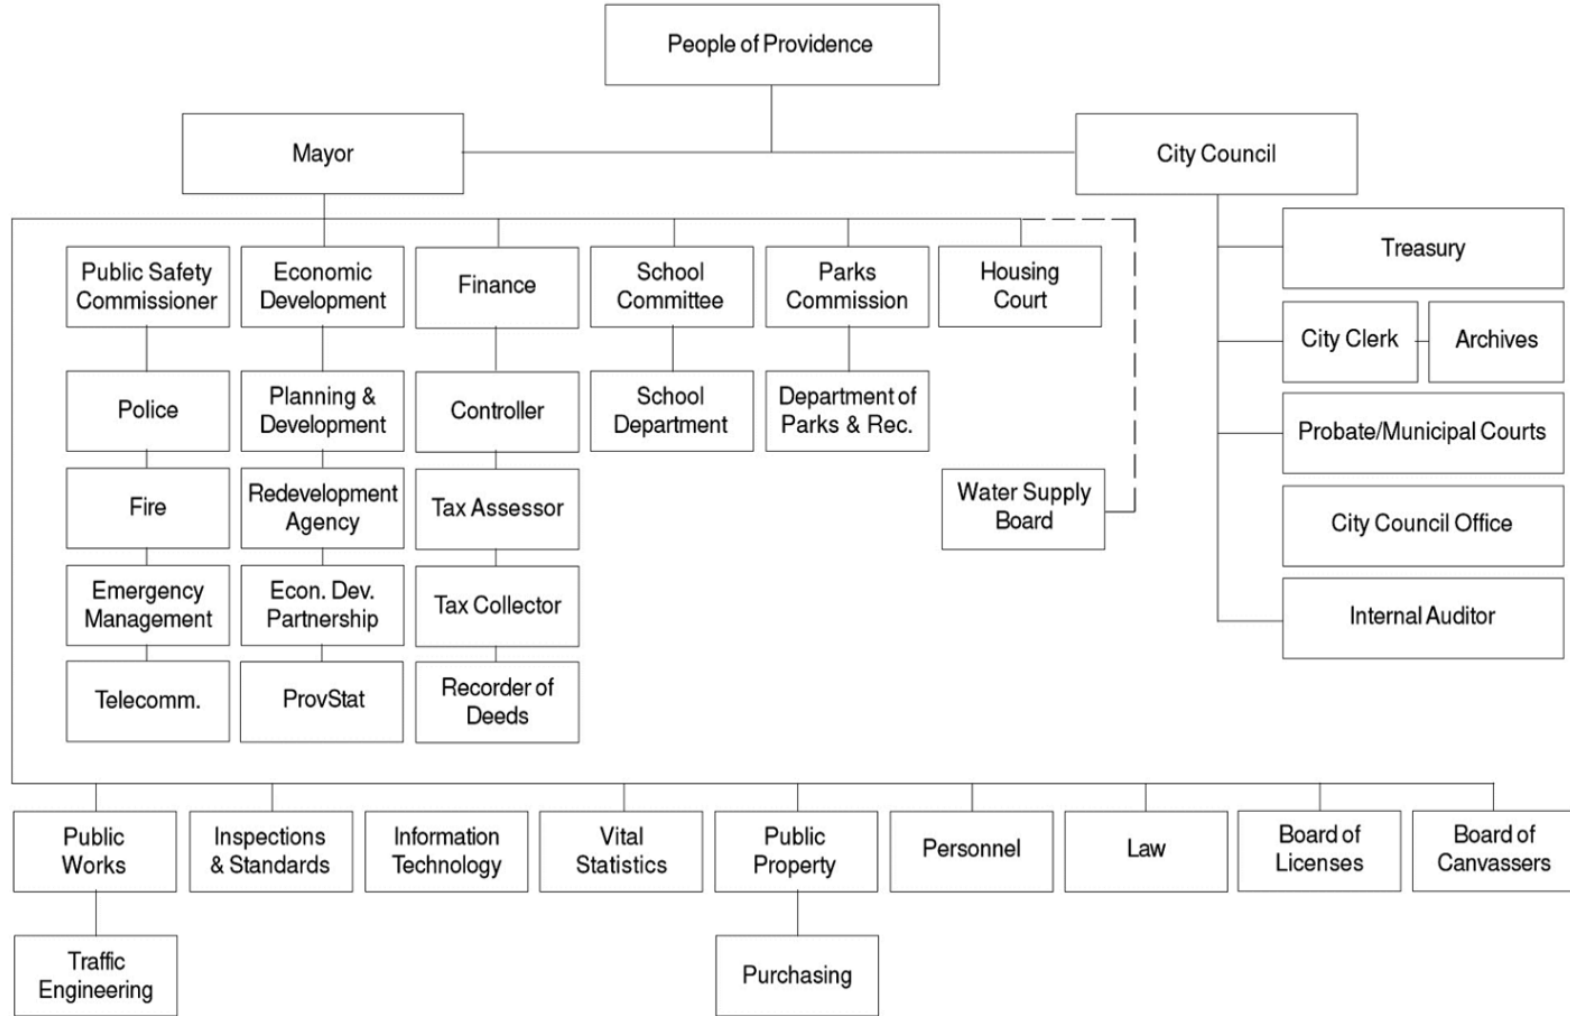 People of Providence
Mayor
City Council
Public Safety
Commissioner
Economic
Development
Finance
School
Committee
Parks
Commission
Housing
Court
Treasury
City Clerk
Archives
Police
Planning &
Development
Controller
School
Department
Department of
Parks & Rec.
Probate/Municipal Courts
Fire
Redevelopment
Agency
Tax Assessor
Water Supply
Board
City Council Office
Emergency
Management
Econ. Dev.
Partnership
Tax Collector
Internal Auditor
Telecomm.
ProvStat
Recorder of
Deeds
Public
Works
Inspections
& Standards
Information
Technology
Vital
Statistics
Public
Property
Personnel
Law
Board of
Licenses
Board of
Canvassers
Traffic
Engineering
Purchasing